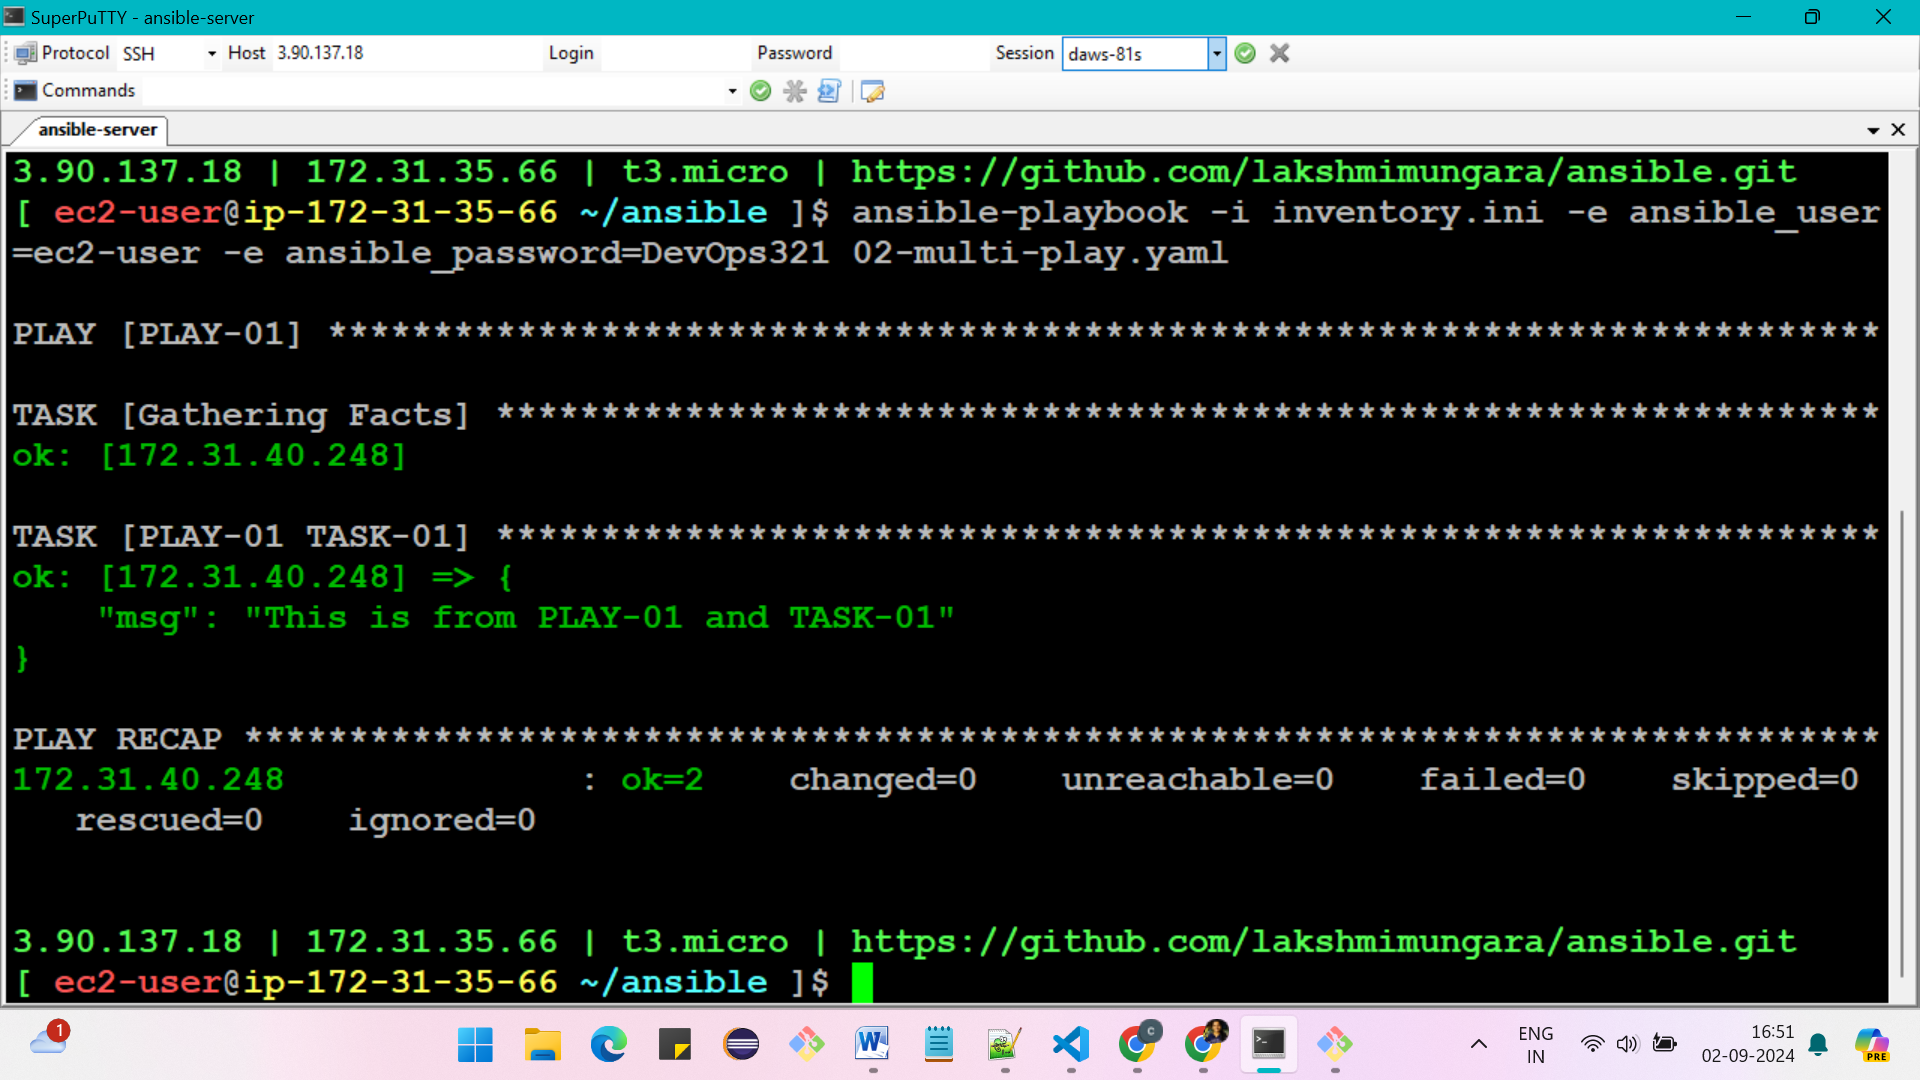 SuperPuTTY - ansible-server
Protocol SSH Host 3.90.137.18 Login Password Session daws-81s
Commands
ansible-server
3.90.137.18 | 172.31.35.66 | t3.micro | https://github.com/lakshmimungara/ansible.git
[ ec2-user@ip-172-31-35-66 ~/ansible ]$ ansible-playbook -i inventory.ini -e ansible_user
=ec2-user -e ansible_password=DevOps321 02-multi-play.yaml
PLAY [PLAY-01] **************************************************************************
TASK [Gathering Facts] ******************************************************************
ok: [172.31.40.248]
TASK [PLAY-01 TASK-01] ******************************************************************
ok: [172.31.40.248] => {
    "msg": "This is from PLAY-01 and TASK-01"
}
PLAY RECAP ******************************************************************************
172.31.40.248              : ok=2    changed=0    unreachable=0    failed=0    skipped=0
   rescued=0    ignored=0
3.90.137.18 | 172.31.35.66 | t3.micro | https://github.com/lakshmimungara/ansible.git
[ ec2-user@ip-172-31-35-66 ~/ansible ]$
1
W
C
PRE
ENG
IN
16:51
02-09-2024